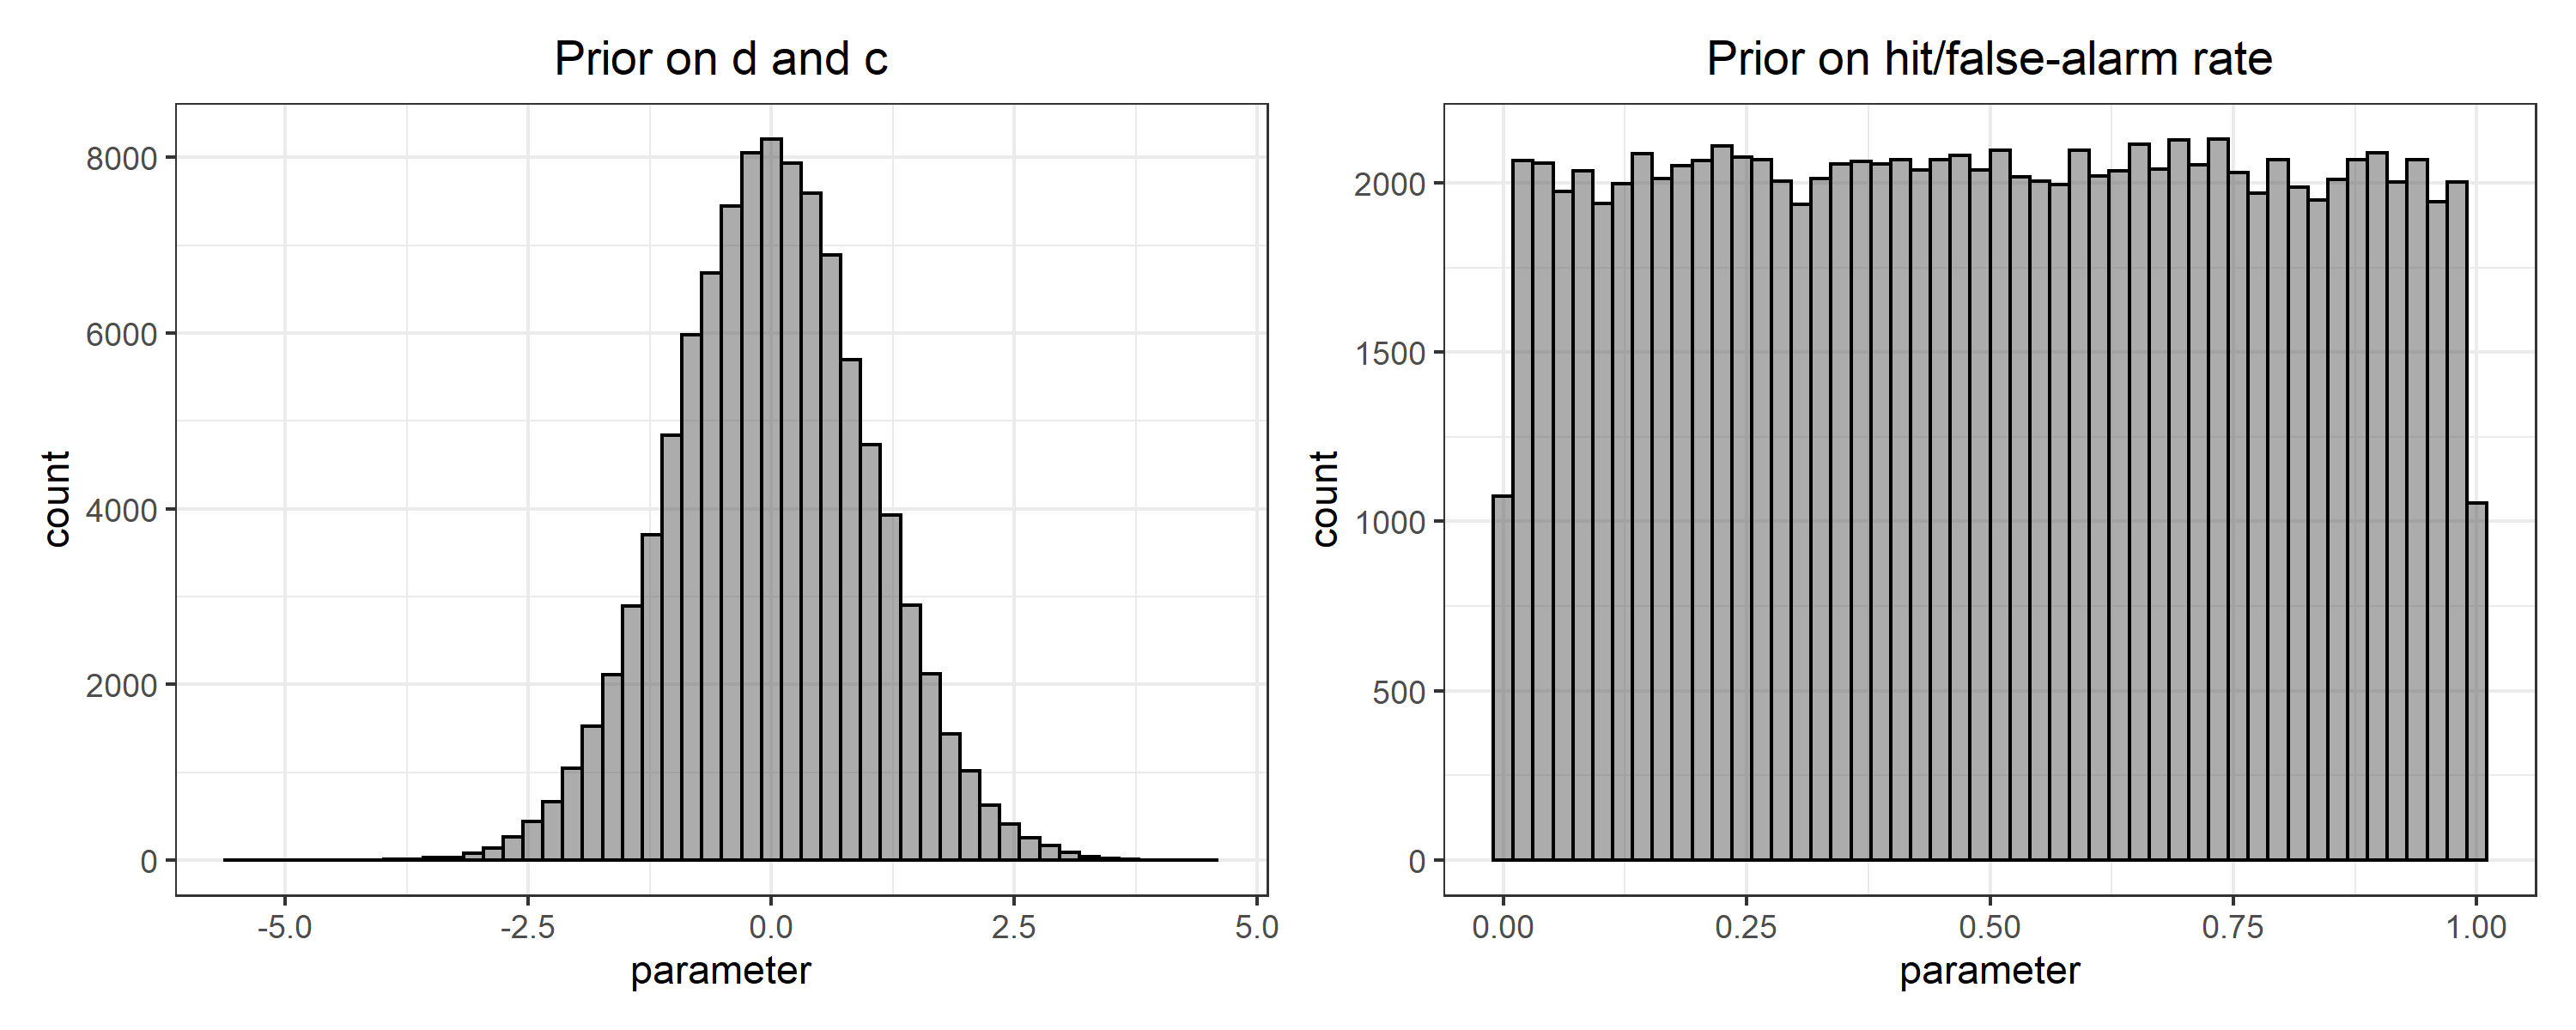 Prior on d and c
count
8000
6000
4000
2000
0
-5.0 -2.5 0.0 2.5 5.0
parameter
Prior on hit/false-alarm rate
count
2000
1500
1000
500
0
0.00 0.25 0.50 0.75 1.00
parameter